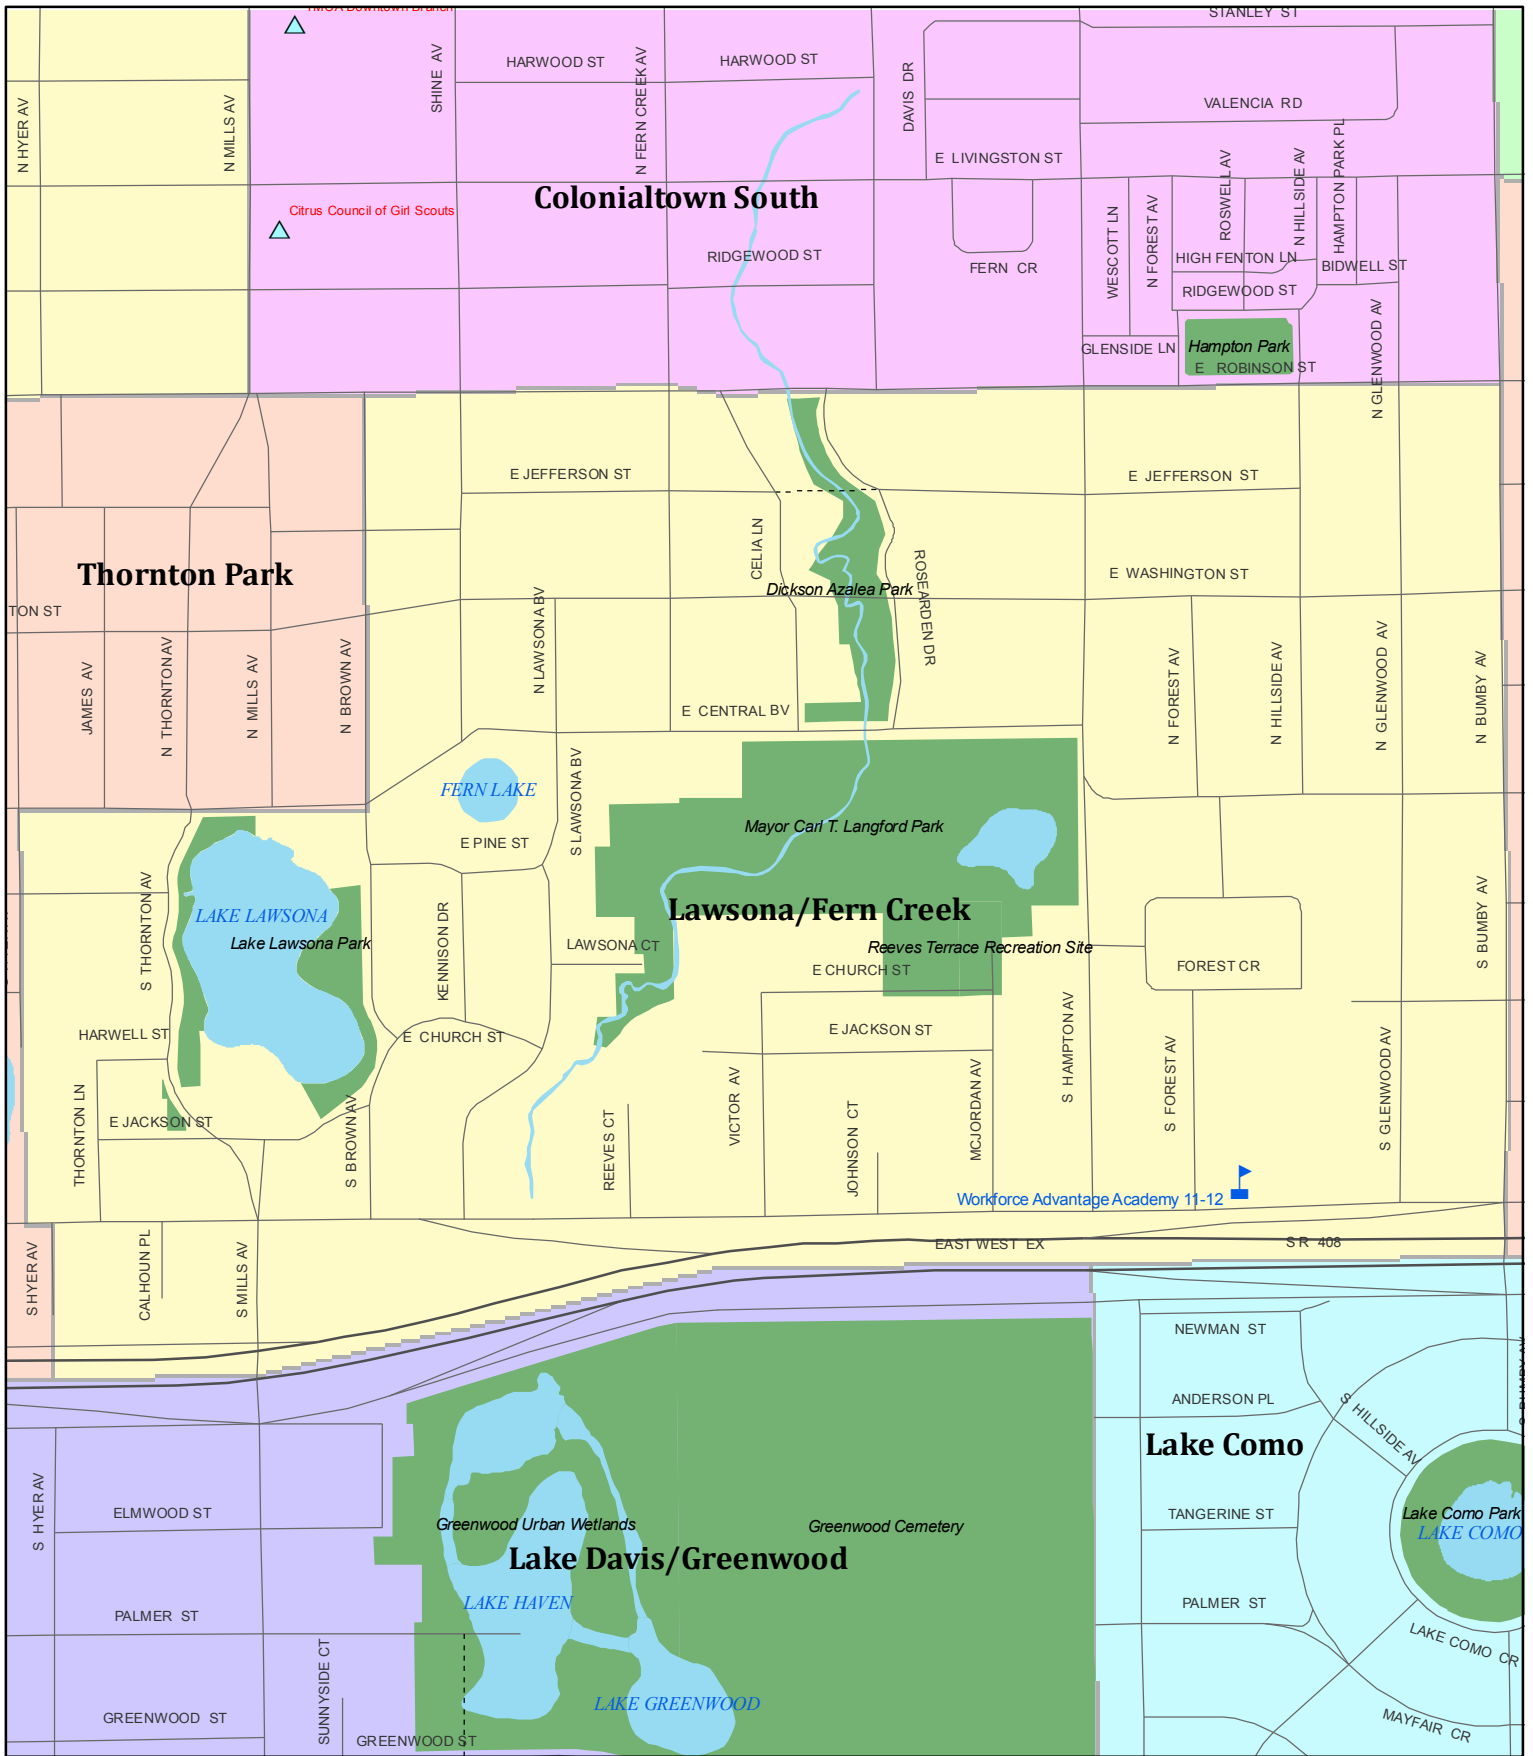 YMCA Downtown Branch
STANLEY ST
HARWOOD ST
HARWOOD ST
SHINE AV
N FERN CREEK AV
DAVIS DR
VALENCIA RD
N HYER AV
N MILLS AV
E LIVINGSTON ST
HAMPTON PARK PL
Colonialtown South
Citrus Council of Girl Scouts
WESCOTT LN
N FOREST AV
ROSWELL AV
N HILLSIDE AV
RIDGEWOOD ST
FERN CR
HIGH FENTON LN
BIDWELL ST
RIDGEWOOD ST
GLENSIDE LN
Hampton Park
E ROBINSON ST
N GLENWOOD AV
E JEFFERSON ST
E JEFFERSON ST
CELIA LN
Thornton Park
E WASHINGTON ST
Dickson Azalea Park
ROSEARDEN DR
TON ST
N LAWSONA BV
JAMES AV
N THORNTON AV
N MILLS AV
N BROWN AV
N FOREST AV
N HILLSIDE AV
N GLENWOOD AV
N BUMBY AV
E CENTRAL BV
FERN LAKE
S LAWSONA BV
Mayor Carl T. Langford Park
E PINE ST
S THORNTON AV
LAKE LAWSONA
Lake Lawsona Park
KENNISON DR
Lawsona/Fern Creek
LAWSONA CT
Reeves Terrace Recreation Site
E CHURCH ST
FOREST CR
S BUMBY AV
HARWELL ST
E CHURCH ST
E JACKSON ST
S HAMPTON AV
S FOREST AV
S GLENWOOD AV
THORNTON LN
E JACKSON ST
S BROWN AV
REEVES CT
VICTOR AV
JOHNSON CT
MCJORDAN AV
Workforce Advantage Academy 11-12
EAST WEST EX
S R 408
S HYER AV
CALHOUN PL
S MILLS AV
NEWMAN ST
ANDERSON PL
S HILLSIDE AV
S BUMBY AV
Lake Como
S HYER AV
ELMWOOD ST
Greenwood Urban Wetlands
Greenwood Cemetery
TANGERINE ST
Lake Como Park
LAKE COMO
Lake Davis/Greenwood
LAKE HAVEN
PALMER ST
PALMER ST
LAKE COMO CR
SUNNYSIDE CT
LAKE GREENWOOD
GREENWOOD ST
GREENWOOD ST
MAYFAIR CR